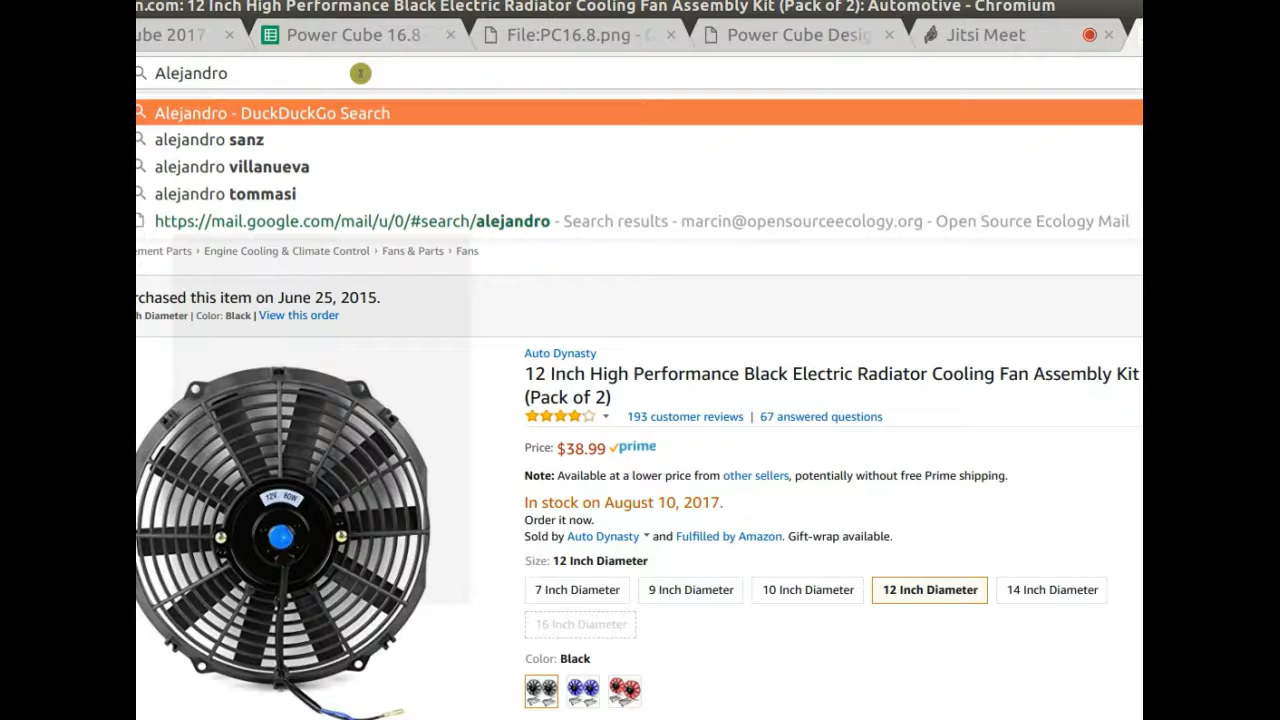 n.com: 12 Inch High Performance Black Electric Radiator Cooling Fan Assembly Kit (Pack of 2): Automotive - Chromium
ube 2017
Power Cube 16.8
File:PC16.8.png - (
Power Cube Desig
Jitsi Meet
Alejandro
Alejandro - DuckDuckGo Search
alejandro sanz
alejandro villanueva
alejandro tommasi
https://mail.google.com/mail/u/0/#search/alejandro - Search results - marcin@opensourceecology.org - Open Source Ecology Mail
ement Parts › Engine Cooling & Climate Control › Fans & Parts › Fans
rchased this item on June 25, 2015.
h Diameter | Color: Black | View this order
Auto Dynasty
12 Inch High Performance Black Electric Radiator Cooling Fan Assembly Kit
(Pack of 2)
193 customer reviews | 67 answered questions
Price: $38.99 prime
Note: Available at a lower price from other sellers, potentially without free Prime shipping.
In stock on August 10, 2017.
Order it now.
Sold by Auto Dynasty and Fulfilled by Amazon. Gift-wrap available.
Size: 12 Inch Diameter
7 Inch Diameter
9 Inch Diameter
10 Inch Diameter
12 Inch Diameter
14 Inch Diameter
16 Inch Diameter
Color: Black
12V 80W